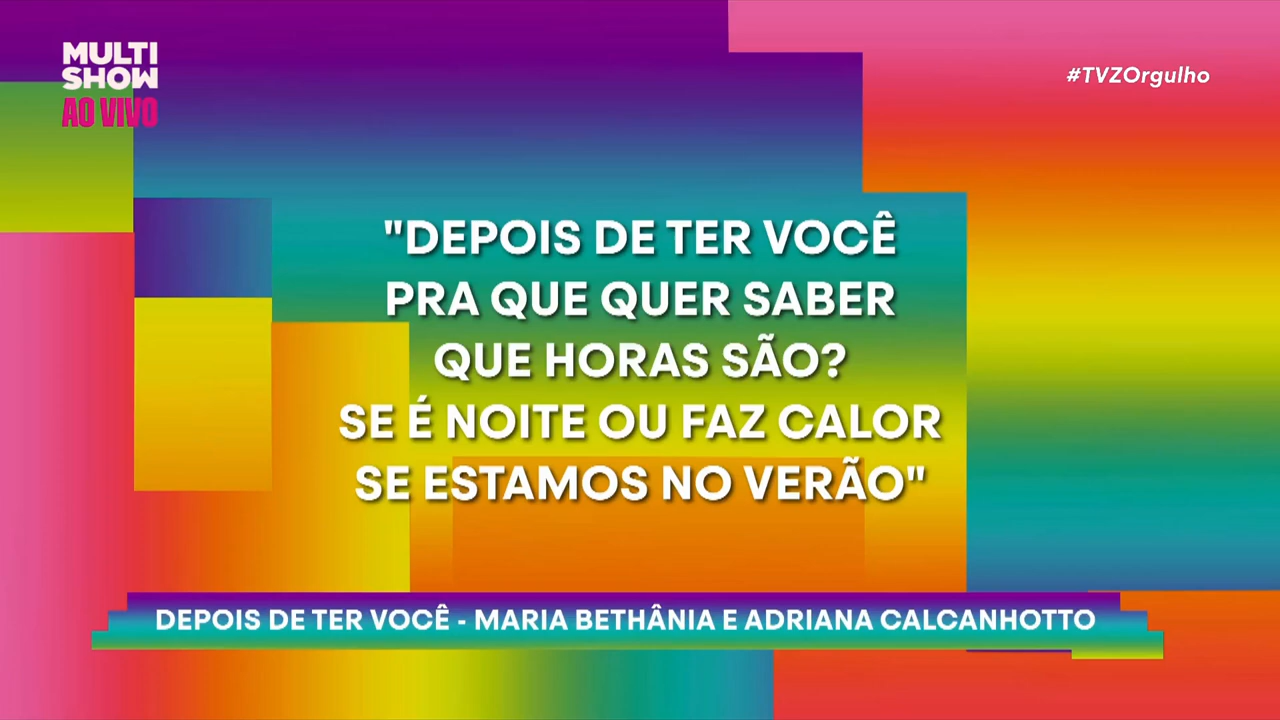 MULTI
SHOW
AO VIVO
#TVZOrgulho
"DEPOIS DE TER VOCÊ
PRA QUE QUER SABER
QUE HORAS SÃO?
SE É NOITE OU FAZ CALOR
SE ESTAMOS NO VERÃO"
DEPOIS DE TER VOCÊ - MARIA BETHÂNIA E ADRIANA CALCANHOTTO